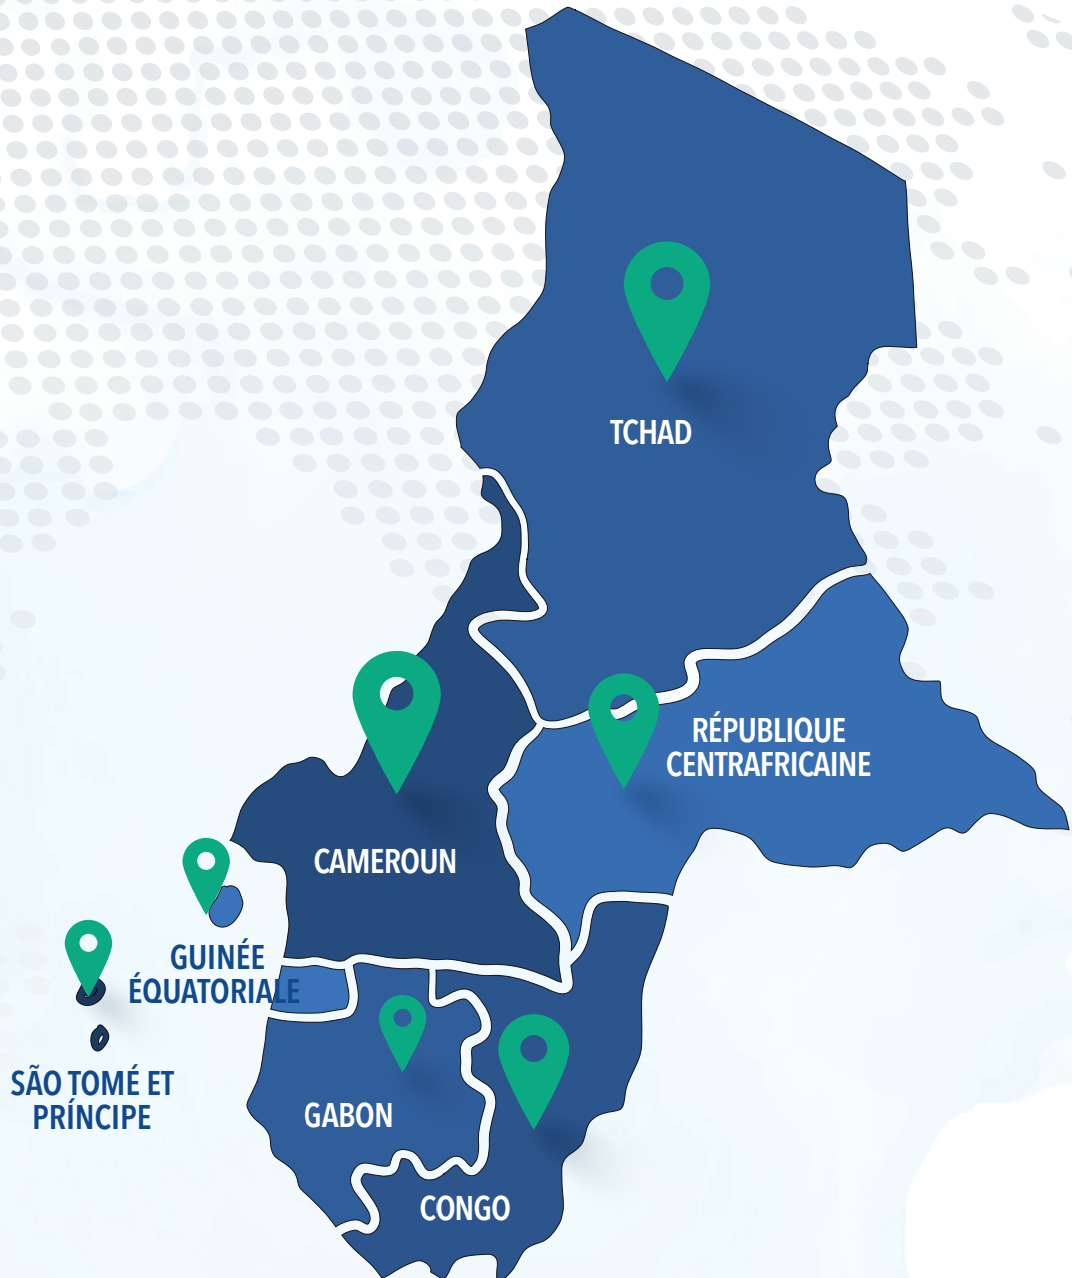 TCHAD
RÉPUBLIQUE
CENTRAFRICAINE
CAMEROUN
GUINÉE
ÉQUATORIALE
SÃO TOMÉ ET
PRÍNCIPE
GABON
CONGO